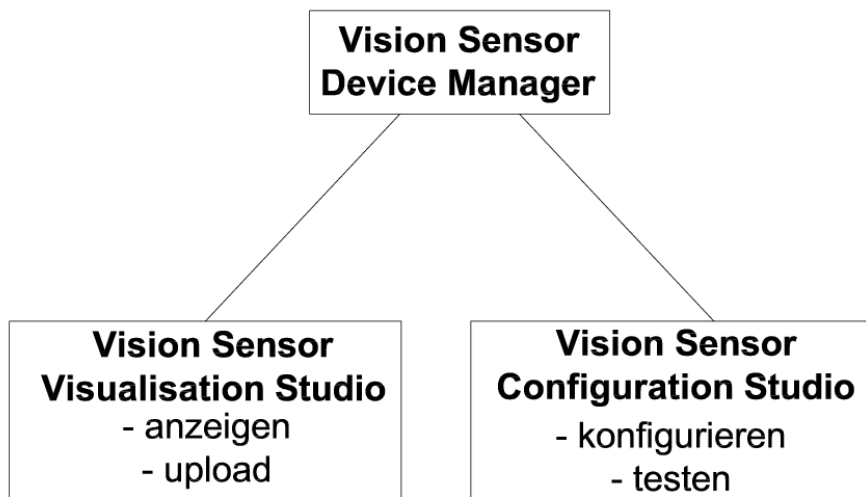 Vision Sensor
Device Manager
Vision Sensor
Visualisation Studio
- anzeigen
- upload
Vision Sensor
Configuration Studio
- konfigurieren
- testen